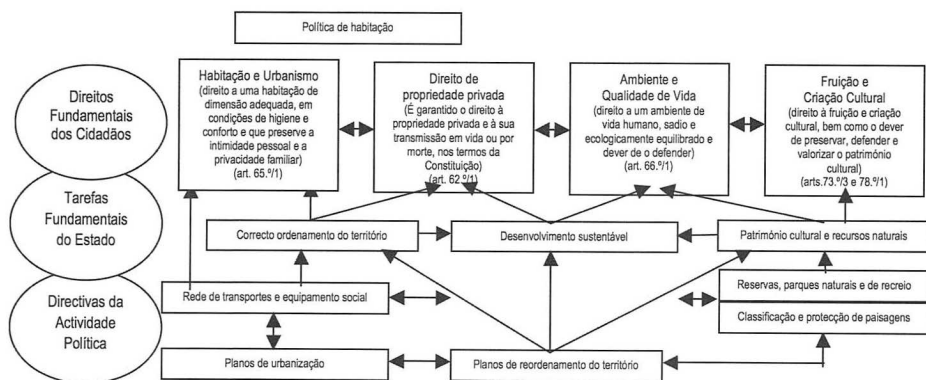 Política de habitação
Direitos
Fundamentais
dos Cidadãos
Habitação e Urbanismo
(direito a uma habitação de
dimensão adequada, em
condições de higiene e
conforto e que preserve a
intimidade pessoal e a
privacidade familiar)
(art. 65.º/1)
Direito de
propriedade privada
(É garantido o direito à
propriedade privada e à sua
transmissão em vida ou por
morte, nos termos da
Constituição)
(art. 62.º/1)
Ambiente e
Qualidade de Vida
(direito a um ambiente de
vida humano, sadio e
ecologicamente equilibrado e
dever de o defender)
(art. 66.º/1)
Fruição e
Criação Cultural
(direito à fruição e criação
cultural, bem como o dever
de preservar, defender e
valorizar o património
cultural)
(arts.73.º/3 e 78.º/1)
Tarefas
Fundamentais
do Estado
Correcto ordenamento do território
Desenvolvimento sustentável
Património cultural e recursos naturais
Directivas da
Actividade
Política
Rede de transportes e equipamento social
Reservas, parques naturais e de recreio
Classificação e protecção de paisagens
Planos de urbanização
Planos de reordenamento do território